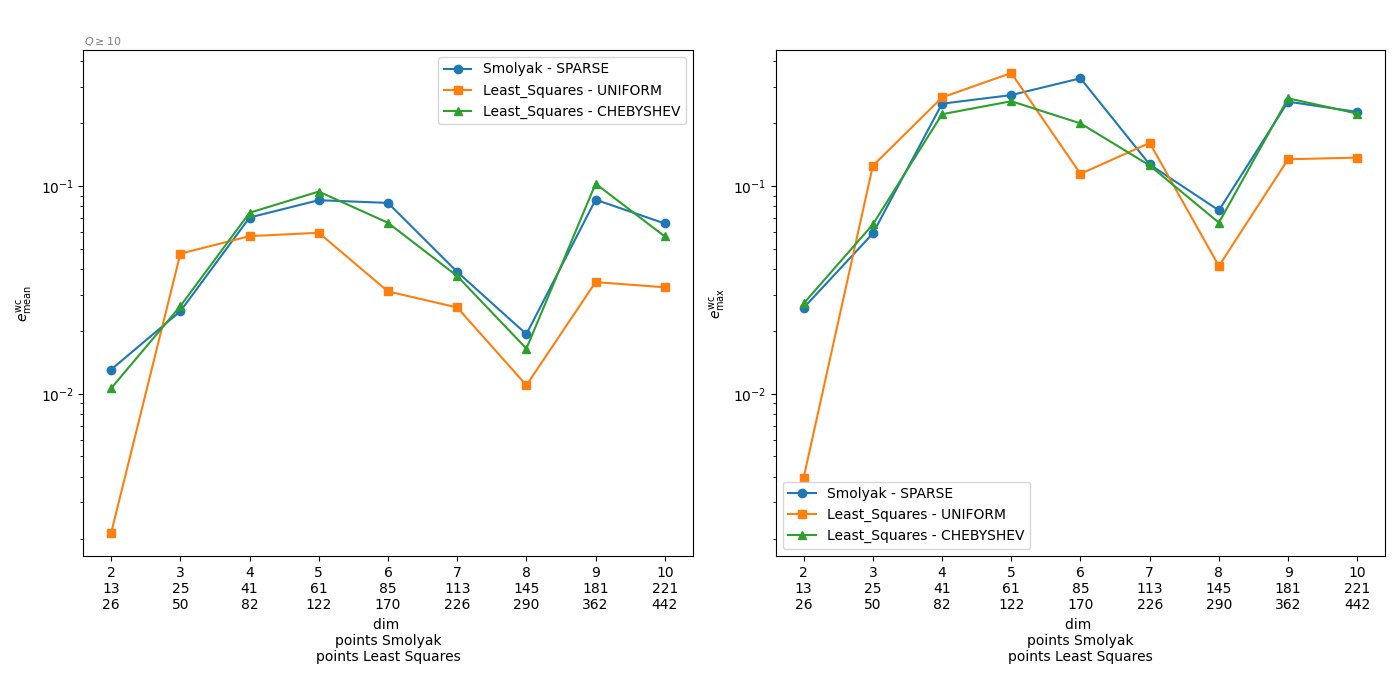 Q ≥ 10
Smolyak - SPARSE
Least_Squares - UNIFORM
Least_Squares - CHEBYSHEV
10⁻¹
10⁻²
e^wc_mean
2 3 4 5 6 7 8 9 10
13 25 41 61 85 113 145 181 221
26 50 82 122 170 226 290 362 442
dim
points Smolyak
points Least Squares
10⁻¹
10⁻²
e^wc_max
Smolyak - SPARSE
Least_Squares - UNIFORM
Least_Squares - CHEBYSHEV
2 3 4 5 6 7 8 9 10
13 25 41 61 85 113 145 181 221
26 50 82 122 170 226 290 362 442
dim
points Smolyak
points Least Squares